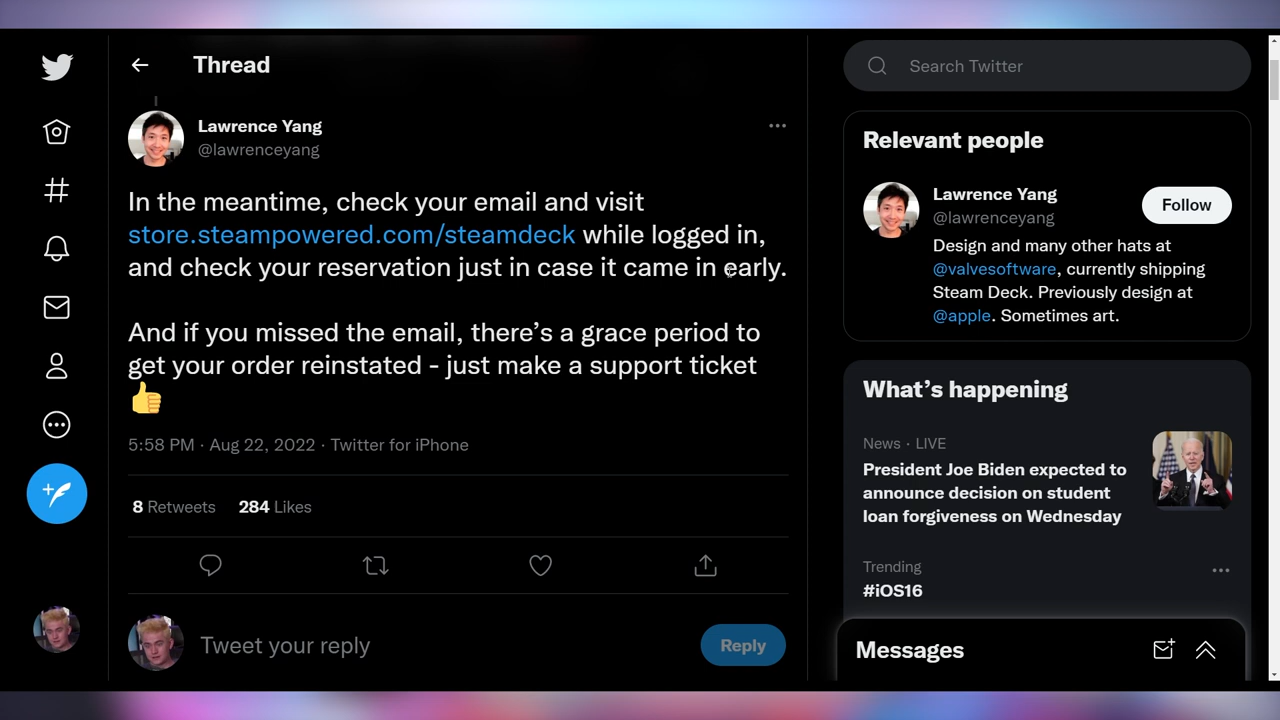 Thread
Lawrence Yang
@lawrenceyang
In the meantime, check your email and visit
store.steampowered.com/steamdeck while logged in,
and check your reservation just in case it came in early.
And if you missed the email, there’s a grace period to
get your order reinstated - just make a support ticket
👍
5:58 PM · Aug 22, 2022 · Twitter for iPhone
8 Retweets 284 Likes
Tweet your reply
Reply
Search Twitter
Relevant people
Lawrence Yang
@lawrenceyang
Follow
Design and many other hats at
@valvesoftware, currently shipping
Steam Deck. Previously design at
@apple. Sometimes art.
What’s happening
News · LIVE
President Joe Biden expected to
announce decision on student
loan forgiveness on Wednesday
Trending
#iOS16
Messages